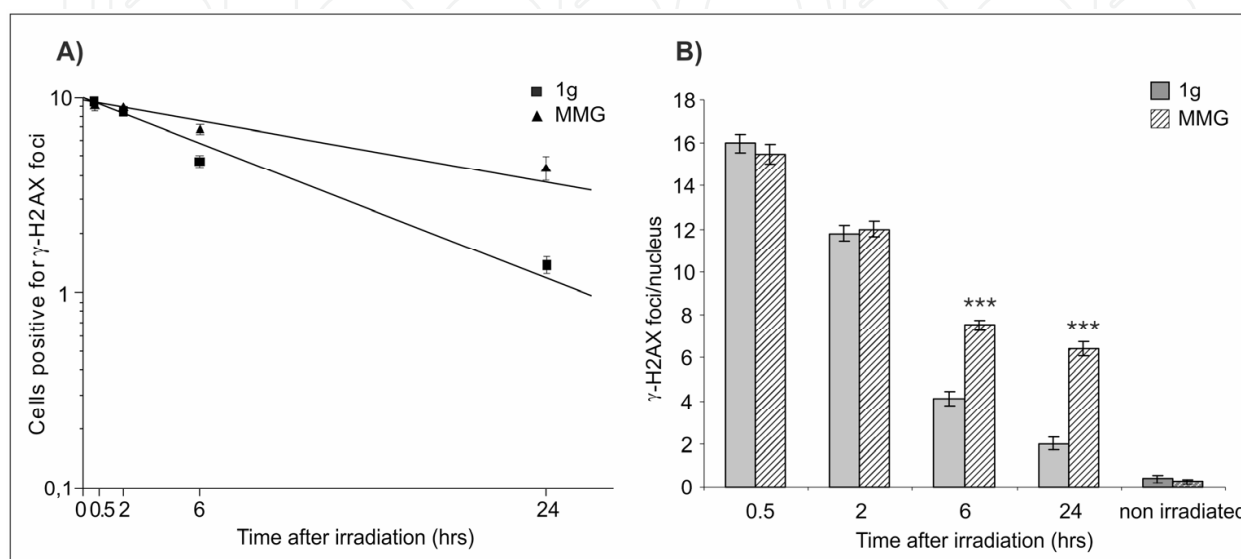 A)
1g
MMG
10
1
0,1
Cells positive for γ-H2AX foci
0 0.5 2 6 24
Time after irradiation (hrs)
B)
1g
MMG
18
16
14
12
10
8
6
4
2
0
γ-H2AX foci/nucleus
***
***
0.5 2 6 24 non irradiated
Time after irradiation (hrs)